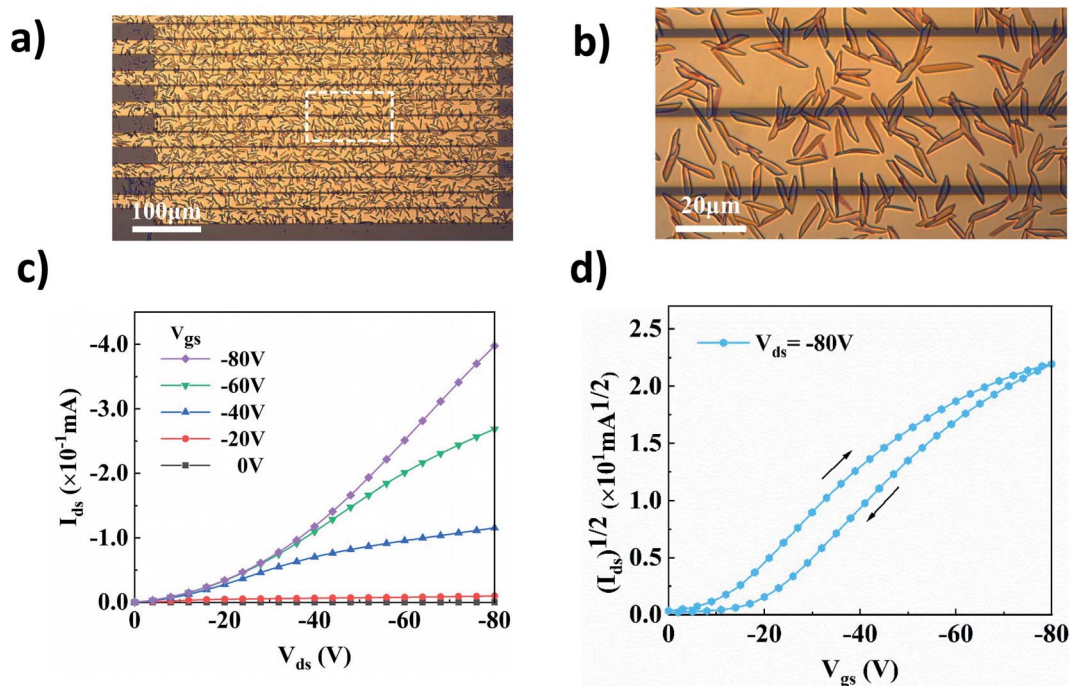 a)
100μm
b)
20μm
c)
Vgs
-80V
-60V
-40V
-20V
0V
-4.0
-3.0
-2.0
-1.0
0.0
Ids (×10⁻¹mA)
0
-20
-40
-60
-80
Vds (V)
d)
Vds= -80V
2.5
2.0
1.5
1.0
0.5
0.0
(Ids)1/2 (×10¹mA1/2)
0
-20
-40
-60
-80
Vgs (V)